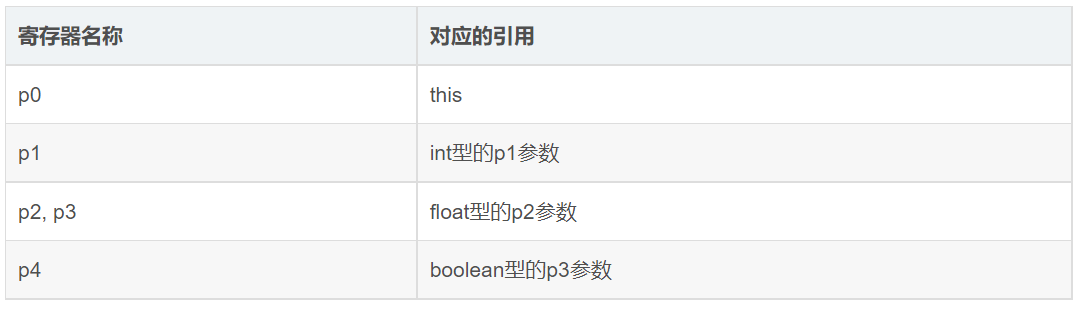 寄存器名称 对应的引用
p0 this
p1 int型的p1参数
p2, p3 float型的p2参数
p4 boolean型的p3参数